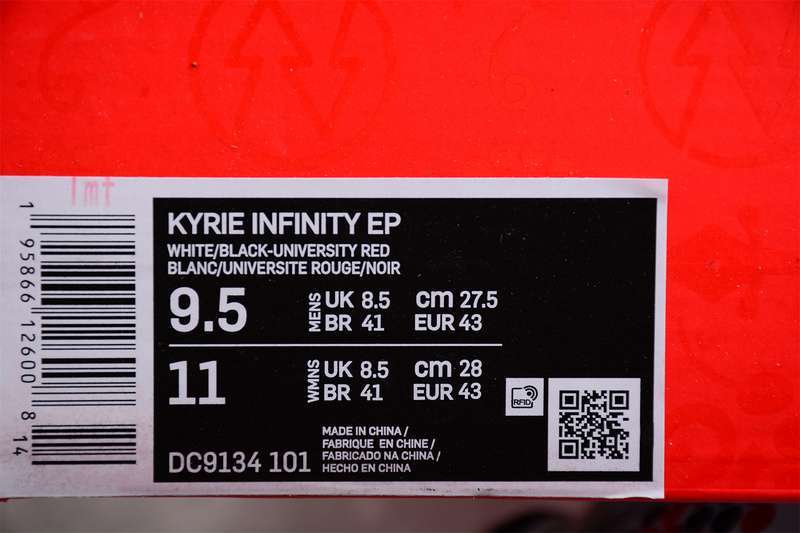 KYRIE INFINITY EP
WHITE/BLACK-UNIVERSITY RED
BLANC/UNIVERSITE ROUGE/NOIR
9.5 MENS UK 8.5 cm 27.5
BR 41 EUR 43
11 WMNS UK 8.5 cm 28
BR 41 EUR 43
RFID
DC9134 101
MADE IN CHINA /
FABRIQUE EN CHINE /
FABRICADO NA CHINA /
HECHO EN CHINA
1 95866 12600 8 14